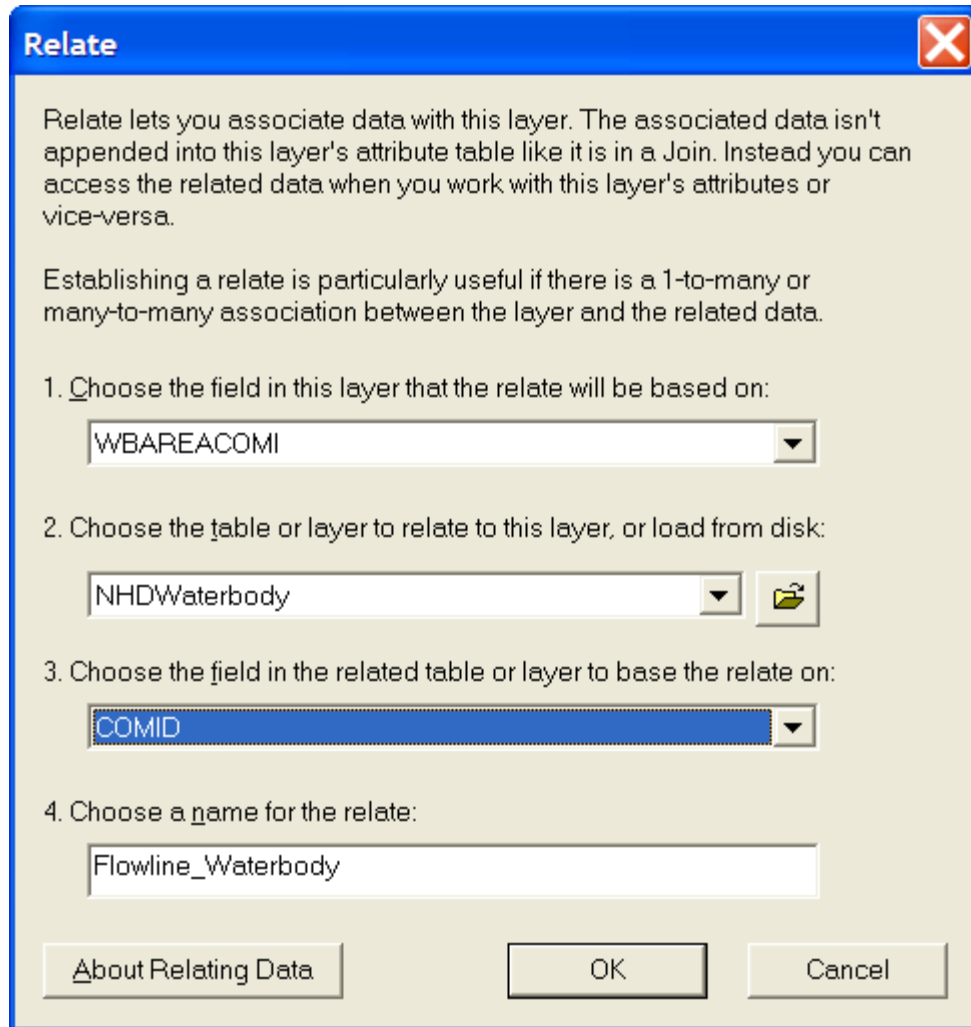 Relate
Relate lets you associate data with this layer. The associated data isn't
appended into this layer's attribute table like it is in a Join. Instead you can
access the related data when you work with this layer's attributes or
vice-versa.
Establishing a relate is particularly useful if there is a 1-to-many or
many-to-many association between the layer and the related data.
1. Choose the field in this layer that the relate will be based on:
WBAREACOMI
2. Choose the table or layer to relate to this layer, or load from disk:
NHDWaterbody
3. Choose the field in the related table or layer to base the relate on:
COMID
4. Choose a name for the relate:
Flowline_Waterbody
About Relating Data OK Cancel